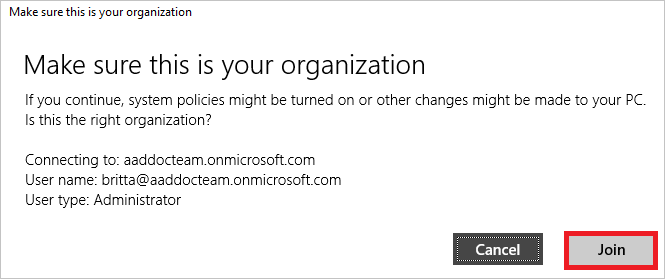 Make sure this is your organization
Make sure this is your organization
If you continue, system policies might be turned on or other changes might be made to your PC.
Is this the right organization?
Connecting to: aaddocteam.onmicrosoft.com
User name: britta@aaddocteam.onmicrosoft.com
User type: Administrator
Cancel
Join